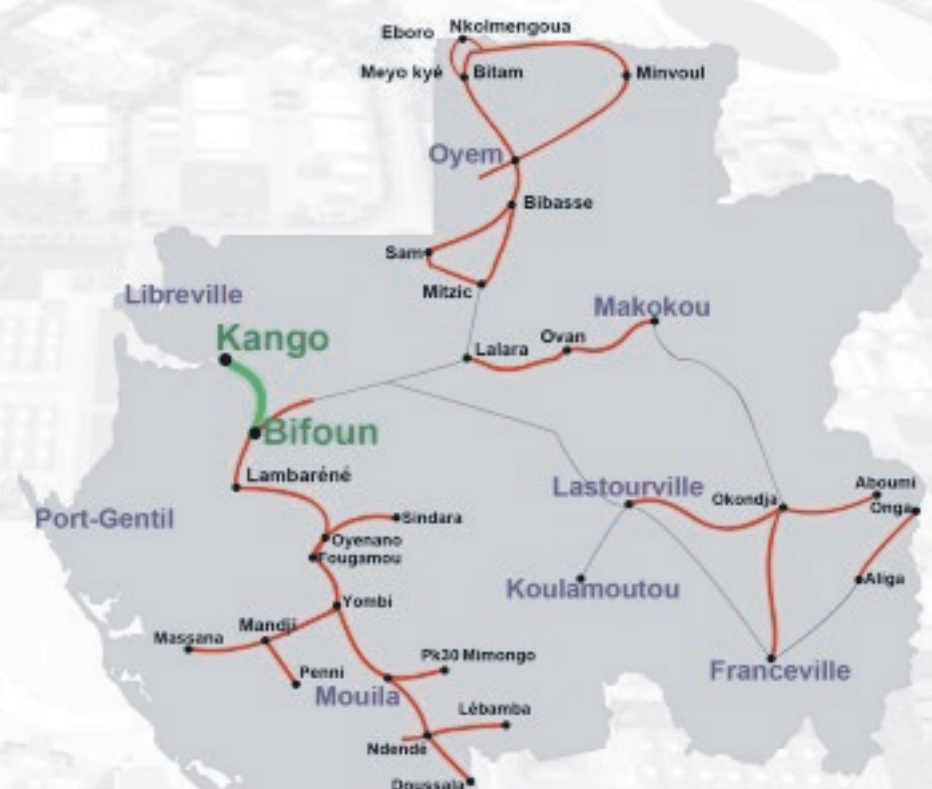 Nkolmengoua
Eboro
Meyo kyé
Bitam
Minvoul
Oyem
Bibasse
Sam
Mitzic
Libreville
Makokou
Kango
Ovan
Lalara
Bifoun
Lambaréné
Lastourville
Okondja
Aboumi
Onga
Port-Gentil
Sindara
Oyenano
Fougamou
Koulamoutou
Aliga
Yombi
Mandji
Massana
Pk30 Mimongo
Penni
Mouila
Franceville
Lébamba
Ndendé
Doussala